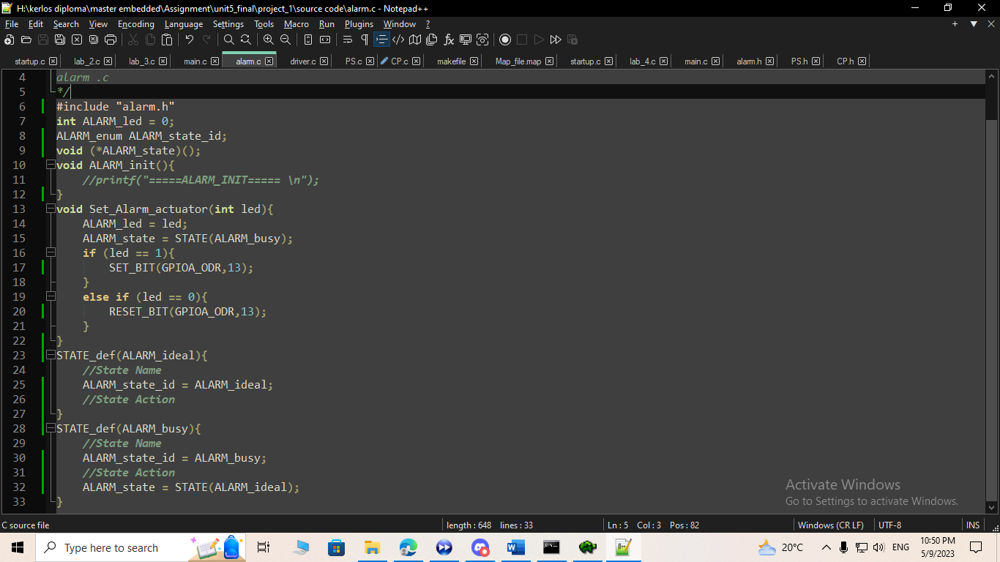 H:\kerlos diploma\master embedded\Assignment\unit5_final\project_1\source code\alarm.c - Notepad++
File Edit Search View Encoding Language Settings Tools Macro Run Plugins Window ?
startup.c lab_2.c lab_3.c main.c alarm.c driver.c PS.c CP.c makefile Map_file.map startup.c lab_4.c main.c alarm.h PS.h CP.h
4 alarm .c
5 */
6 #include "alarm.h"
7 int ALARM_led = 0;
8 ALARM_enum ALARM_state_id;
9 void (*ALARM_state)();
10 void ALARM_init(){
11 //printf("=====ALARM_INIT===== \n");
12 }
13 void Set_Alarm_actuator(int led){
14 ALARM_led = led;
15 ALARM_state = STATE(ALARM_busy);
16 if (led == 1){
17 SET_BIT(GPIOA_ODR,13);
18 }
19 else if (led == 0){
20 RESET_BIT(GPIOA_ODR,13);
21 }
22 }
23 STATE_def(ALARM_ideal){
24 //State Name
25 ALARM_state_id = ALARM_ideal;
26 //State Action
27 }
28 STATE_def(ALARM_busy){
29 //State Name
30 ALARM_state_id = ALARM_busy;
31 //State Action
32 ALARM_state = STATE(ALARM_ideal);
33 }
Activate Windows
Go to Settings to activate Windows.
C source file length : 648 lines : 33 Ln : 5 Col : 3 Pos : 82 Windows (CR LF) UTF-8 INS
Type here to search 20°C ENG 10:50 PM
5/9/2023